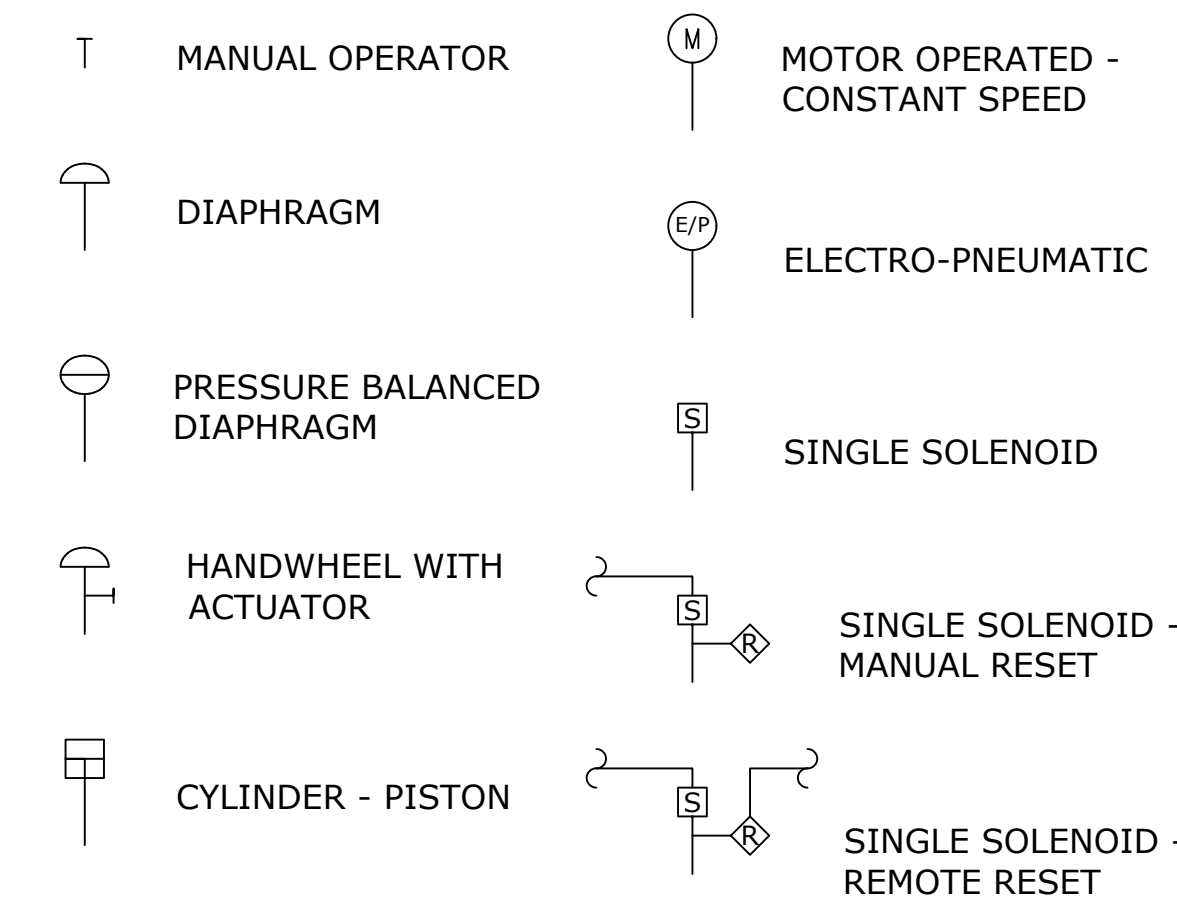 MANUAL OPERATOR
DIAPHRAGM
PRESSURE BALANCED
DIAPHRAGM
HANDWHEEL WITH
ACTUATOR
CYLINDER - PISTON
M
MOTOR OPERATED -
CONSTANT SPEED
E/P
ELECTRO-PNEUMATIC
S
SINGLE SOLENOID
S
R
SINGLE SOLENOID -
MANUAL RESET
S
R
SINGLE SOLENOID -
REMOTE RESET